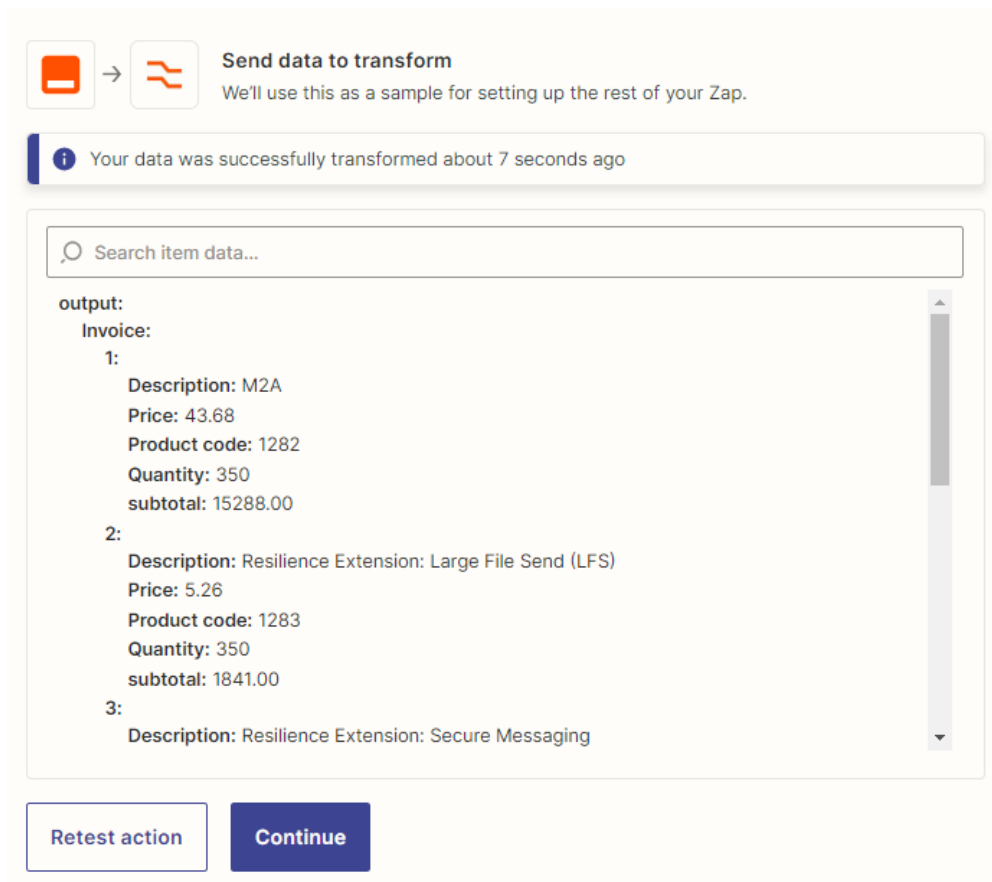 Send data to transform
We'll use this as a sample for setting up the rest of your Zap.
Your data was successfully transformed about 7 seconds ago
Search item data...
output:
Invoice:
1:
Description: M2A
Price: 43.68
Product code: 1282
Quantity: 350
subtotal: 15288.00
2:
Description: Resilience Extension: Large File Send (LFS)
Price: 5.26
Product code: 1283
Quantity: 350
subtotal: 1841.00
3:
Description: Resilience Extension: Secure Messaging
Retest action
Continue